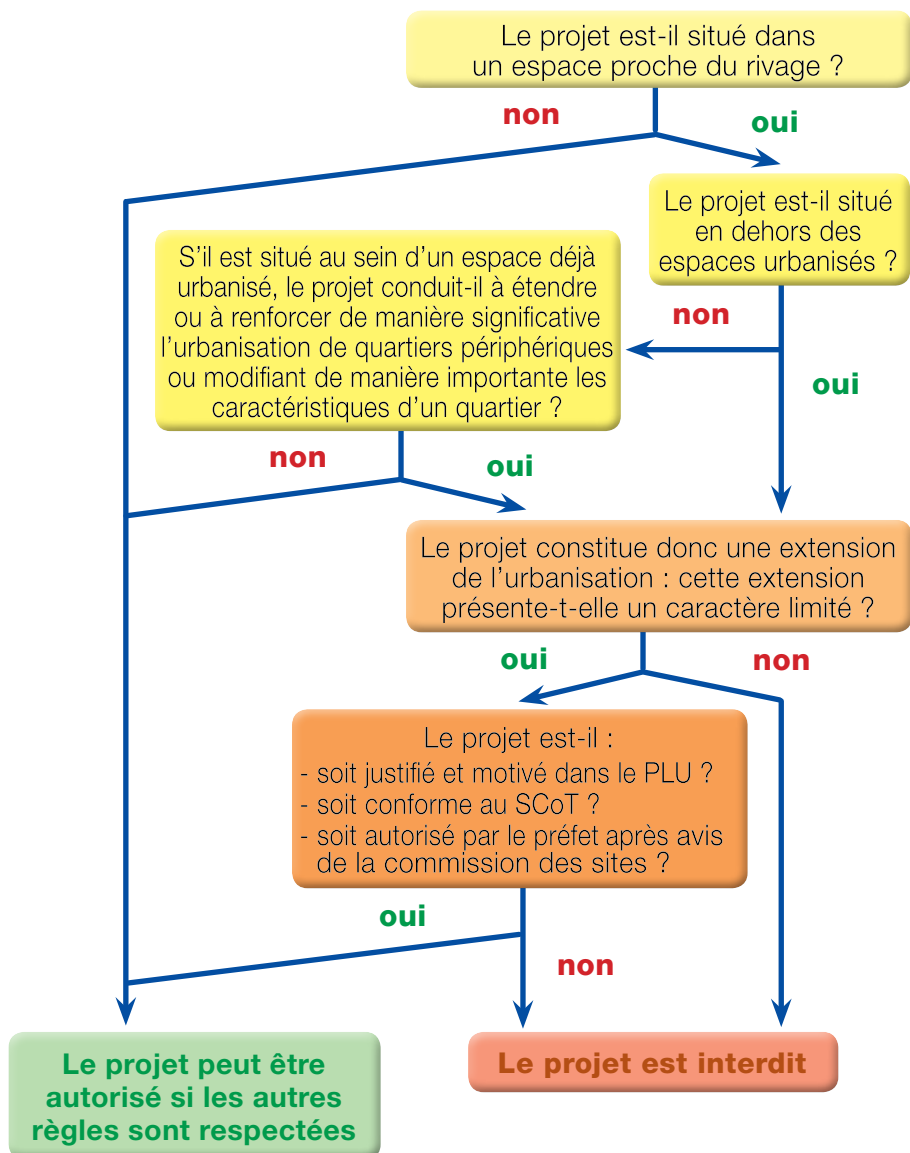 Le projet est-il situé dans
un espace proche du rivage ?
non
oui
Le projet est-il situé
en dehors des
espaces urbanisés ?
S’il est situé au sein d’un espace déjà
urbanisé, le projet conduit-il à étendre
ou à renforcer de manière significative
l’urbanisation de quartiers périphériques
ou modifiant de manière importante les
caractéristiques d’un quartier ?
non
oui
non
oui
Le projet constitue donc une extension
de l’urbanisation : cette extension
présente-t-elle un caractère limité ?
oui
non
Le projet est-il :
- soit justifié et motivé dans le PLU ?
- soit conforme au SCoT ?
- soit autorisé par le préfet après avis
de la commission des sites ?
oui
non
Le projet peut être
autorisé si les autres
règles sont respectées
Le projet est interdit